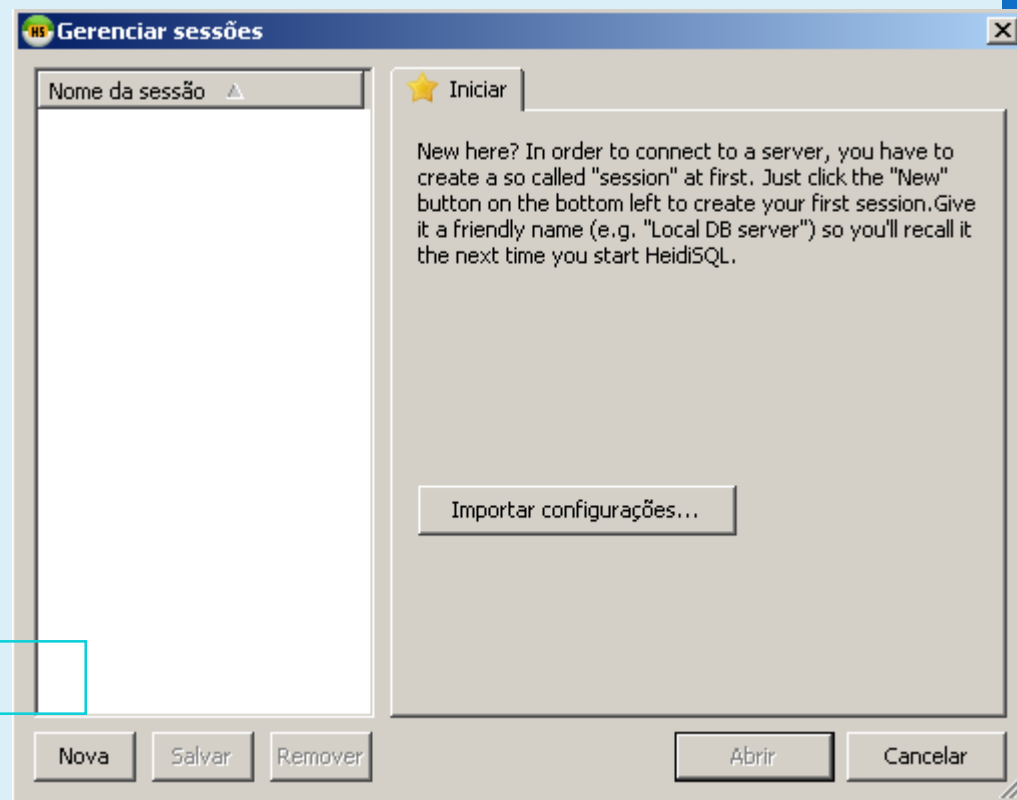 HS Gerenciar sessões
Nome da sessão
Iniciar
New here? In order to connect to a server, you have to
create a so called "session" at first. Just click the "New"
button on the bottom left to create your first session.Give
it a friendly name (e.g. "Local DB server") so you'll recall it
the next time you start HeidiSQL.
Importar configurações...
Nova Salvar Remover Abrir Cancelar